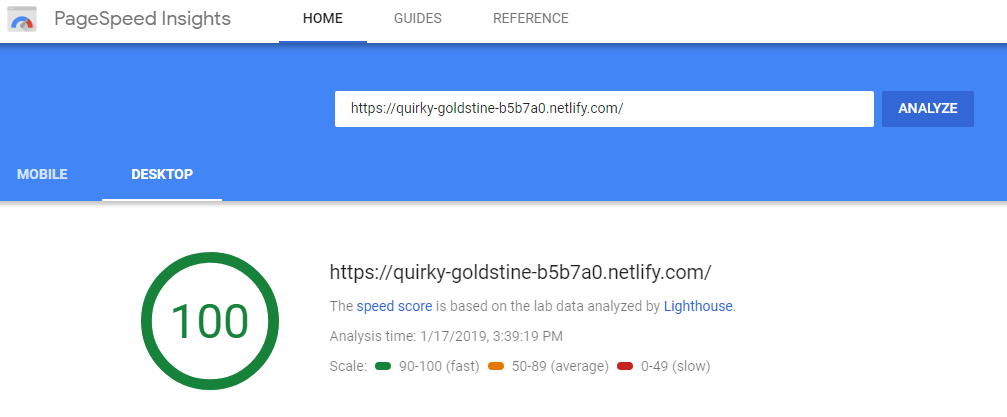 PageSpeed Insights HOME GUIDES REFERENCE
https://quirky-goldstine-b5b7a0.netlify.com/ ANALYZE
MOBILE DESKTOP
100
https://quirky-goldstine-b5b7a0.netlify.com/
The speed score is based on the lab data analyzed by Lighthouse.
Analysis time: 1/17/2019, 3:39:19 PM
Scale: 90-100 (fast) 50-89 (average) 0-49 (slow)